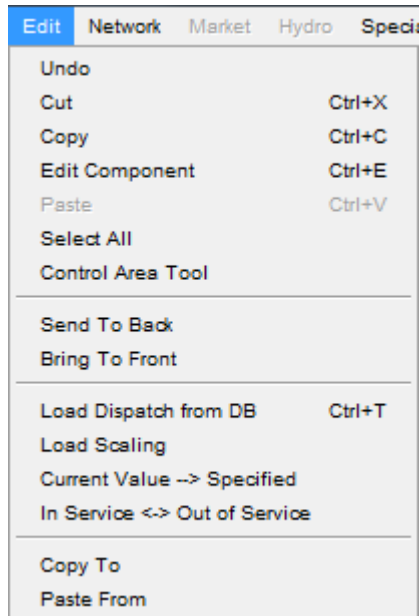 Edit Network Market Hydro Specia
Undo
Cut Ctrl+X
Copy Ctrl+C
Edit Component Ctrl+E
Paste Ctrl+V
Select All
Control Area Tool
Send To Back
Bring To Front
Load Dispatch from DB Ctrl+T
Load Scaling
Current Value --> Specified
In Service <-> Out of Service
Copy To
Paste From